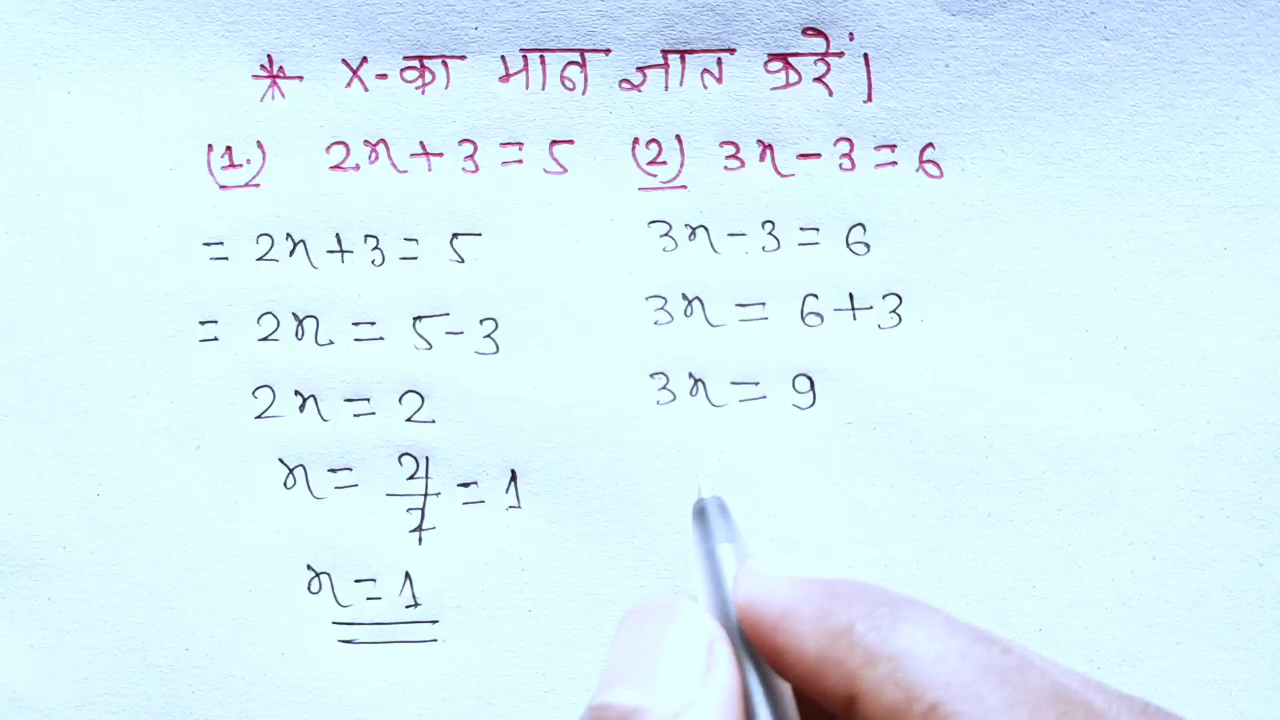 * x-का मान ज्ञात करें।
(1.) 2x+3=5 (2) 3x-3=6
= 2x+3=5
= 2x = 5-3
2x = 2
x = 2/2 = 1
x = 1
3x-3=6
3x = 6+3
3x = 9